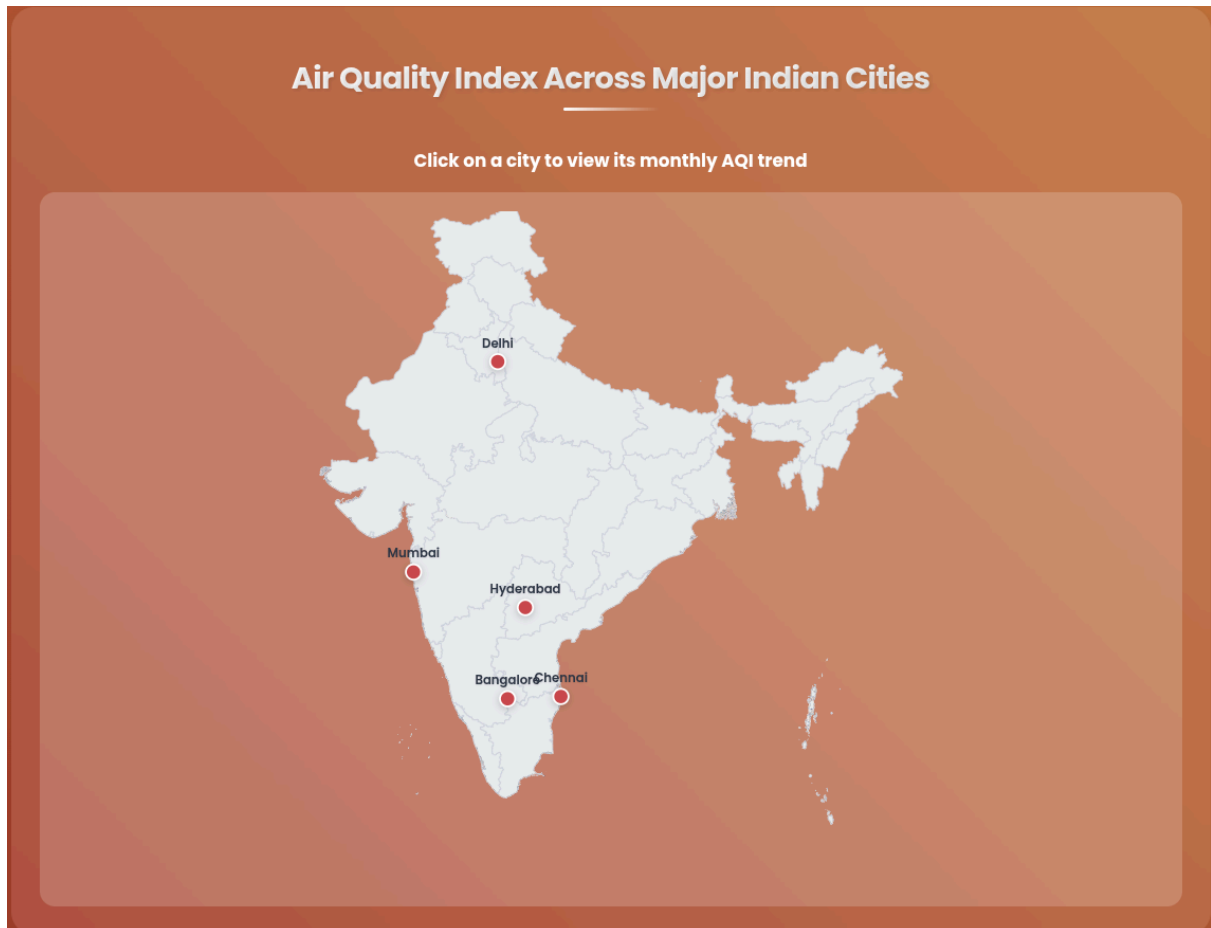 Air Quality Index Across Major Indian Cities
Click on a city to view its monthly AQI trend
Delhi
Mumbai
Hyderabad
Bangalore
Chennai